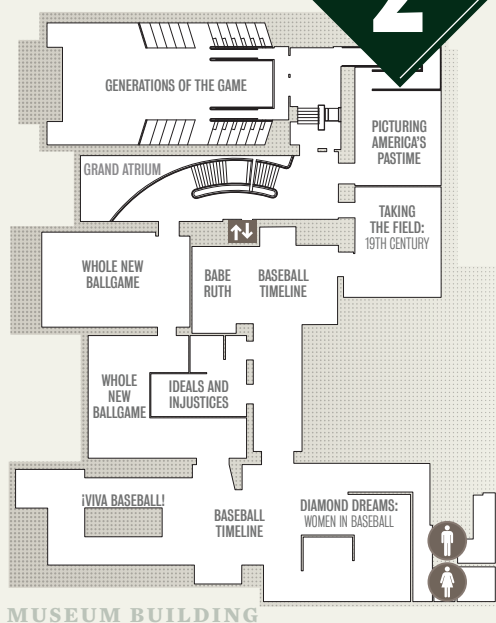 2
GENERATIONS OF THE GAME
PICTURING
AMERICA'S
PASTIME
GRAND ATRIUM
TAKING
THE FIELD:
19TH CENTURY
WHOLE NEW
BALLGAME
BABE
RUTH
BASEBALL
TIMELINE
WHOLE
NEW
BALLGAME
IDEALS AND
INJUSTICES
¡VIVA BASEBALL!
BASEBALL
TIMELINE
DIAMOND DREAMS:
WOMEN IN BASEBALL
MUSEUM BUILDING